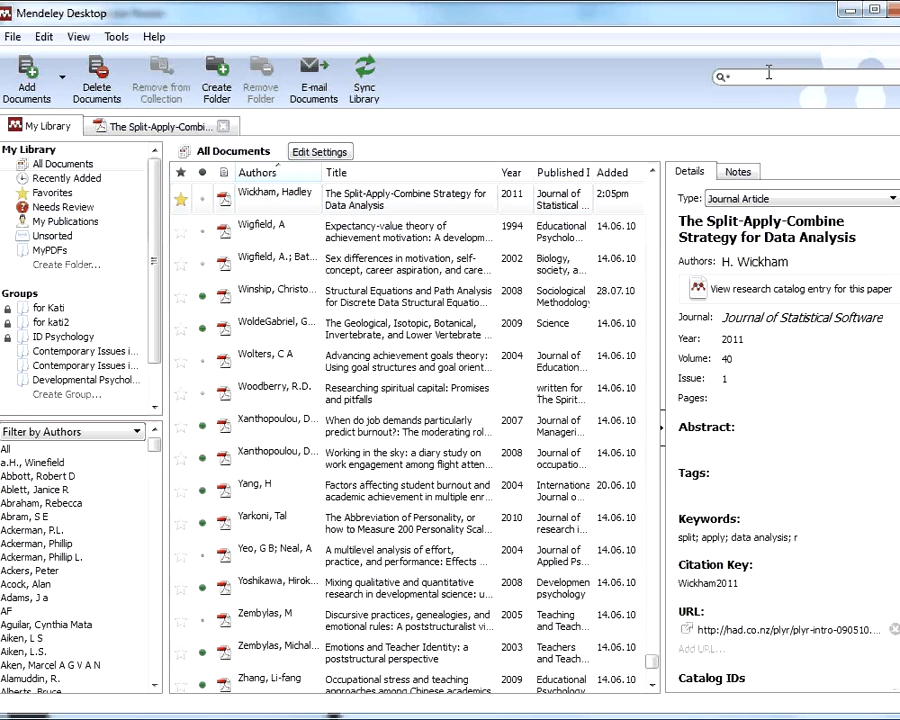 Mendeley Desktop
File Edit View Tools Help
Add Documents
Delete Documents
Remove from Collection
Create Folder
Remove Folder
E-mail Documents
Sync Library
My Library
The Split-Apply-Combi...
My Library
All Documents
Recently Added
Favorites
Needs Review
My Publications
Unsorted
MyPDFs
Create Folder...
Groups
for Kati
for kati2
ID Psychology
Contemporary Issues i...
Contemporary Issues i...
Developmental Psychol...
Create Group...
Filter by Authors
All
a.H., Winefield
Abbott, Robert D
Ablett, Janice R
Abraham, Rebecca
Abram, S E
Ackerman, P.L.
Ackerman, Phillip
Ackerman, Phillip L.
Ackers, Peter
Acock, Alan
Adams, J a
AF
Aguilar, Cynthia Mata
Aiken, L S
Aiken, L.S.
Aken, Marcel A G V A N
Alamuddin, R.
Alberts, Bruce
All Documents Edit Settings
Authors Title Year Published I Added
Wickham, Hadley The Split-Apply-Combine Strategy for 2011 Journal of 2:05pm
Data Analysis Statistical ...
Wigfield, A Expectancy-value theory of 1994 Educational 14.06.10
achievement motivation: A developm... Psycholo...
Wigfield, A.; Bat... Sex differences in motivation, self- 2002 Biology, 14.06.10
concept, career aspiration, and care... society, a...
Winship, Christo... Structural Equations and Path Analysis 2008 Sociological 28.07.10
for Discrete Data Structural Equatio... Methodology
WoldeGabriel, G... The Geological, Isotopic, Botanical, 2009 Science 14.06.10
Invertebrate, and Lower Vertebrate ...
Wolters, C A Advancing achievement goals theory: 2004 Journal of 14.06.10
Using goal structures and goal orient... Education...
Woodberry, R.D. Researching spiritual capital: Promises written for 14.06.10
and pitfalls The Spirit...
Xanthopoulou, D... When do job demands particularly 2007 Journal of 14.06.10
predict burnout?: The moderating rol... Manageri...
Xanthopoulou, D... Working in the sky: a diary study on 2008 Journal of 14.06.10
work engagement among flight atten... occupatio...
Yang, H Factors affecting student burnout and 2004 Internationa 20.06.10
academic achievement in multiple enr... Journal o...
Yarkoni, Tal The Abbreviation of Personality, or 2010 Journal of 14.06.10
how to Measure 200 Personality Scal... research i...
Yeo, G B; Neal, A A multilevel analysis of effort, 2004 Journal of 14.06.10
practice, and performance: Effects ... Applied Ps...
Yoshikawa, Hirok... Mixing qualitative and quantitative 2008 Developmen 14.06.10
research in developmental science: u... psychology
Zembylas, M Discursive practices, genealogies, and 2005 Teaching 14.06.10
emotional rules: A poststructuralist vi... and Teach...
Zembylas, Michal... Emotions and Teacher Identity: a 2003 Teachers 14.06.10
poststructural perspective and Teach...
Zhang, Li-fang Occupational stress and teaching 2009 Educational 14.06.10
approaches among Chinese academics Psychology
Details Notes
Type: Journal Article
The Split-Apply-Combine
Strategy for Data Analysis
Authors: H. Wickham
View research catalog entry for this paper
Journal: Journal of Statistical Software
Year: 2011
Volume: 40
Issue: 1
Pages:
Abstract:
Tags:
Keywords:
split; apply; data analysis; r
Citation Key:
Wickham2011
URL:
http://had.co.nz/plyr/plyr-intro-090510....
Add URL...
Catalog IDs